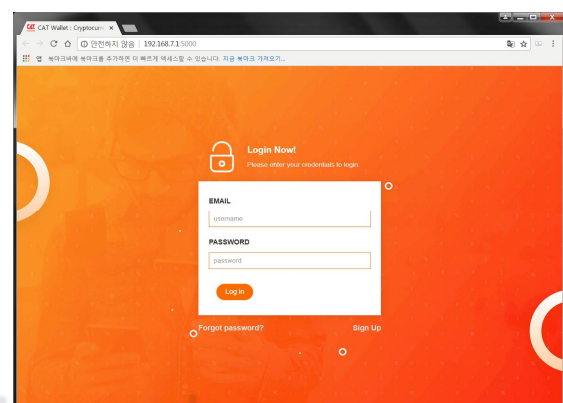 CAT Wallet : Cryptocurre
안전하지 않음 | 192.168.7.1:5000
앱 북마크바에 북마크를 추가하면 더 빠르게 액세스할 수 있습니다. 지금 북마크 가져오기...
Login Now!
Please enter your credentials to login.
EMAIL
username
PASSWORD
password
Log in
Forgot password? Sign Up